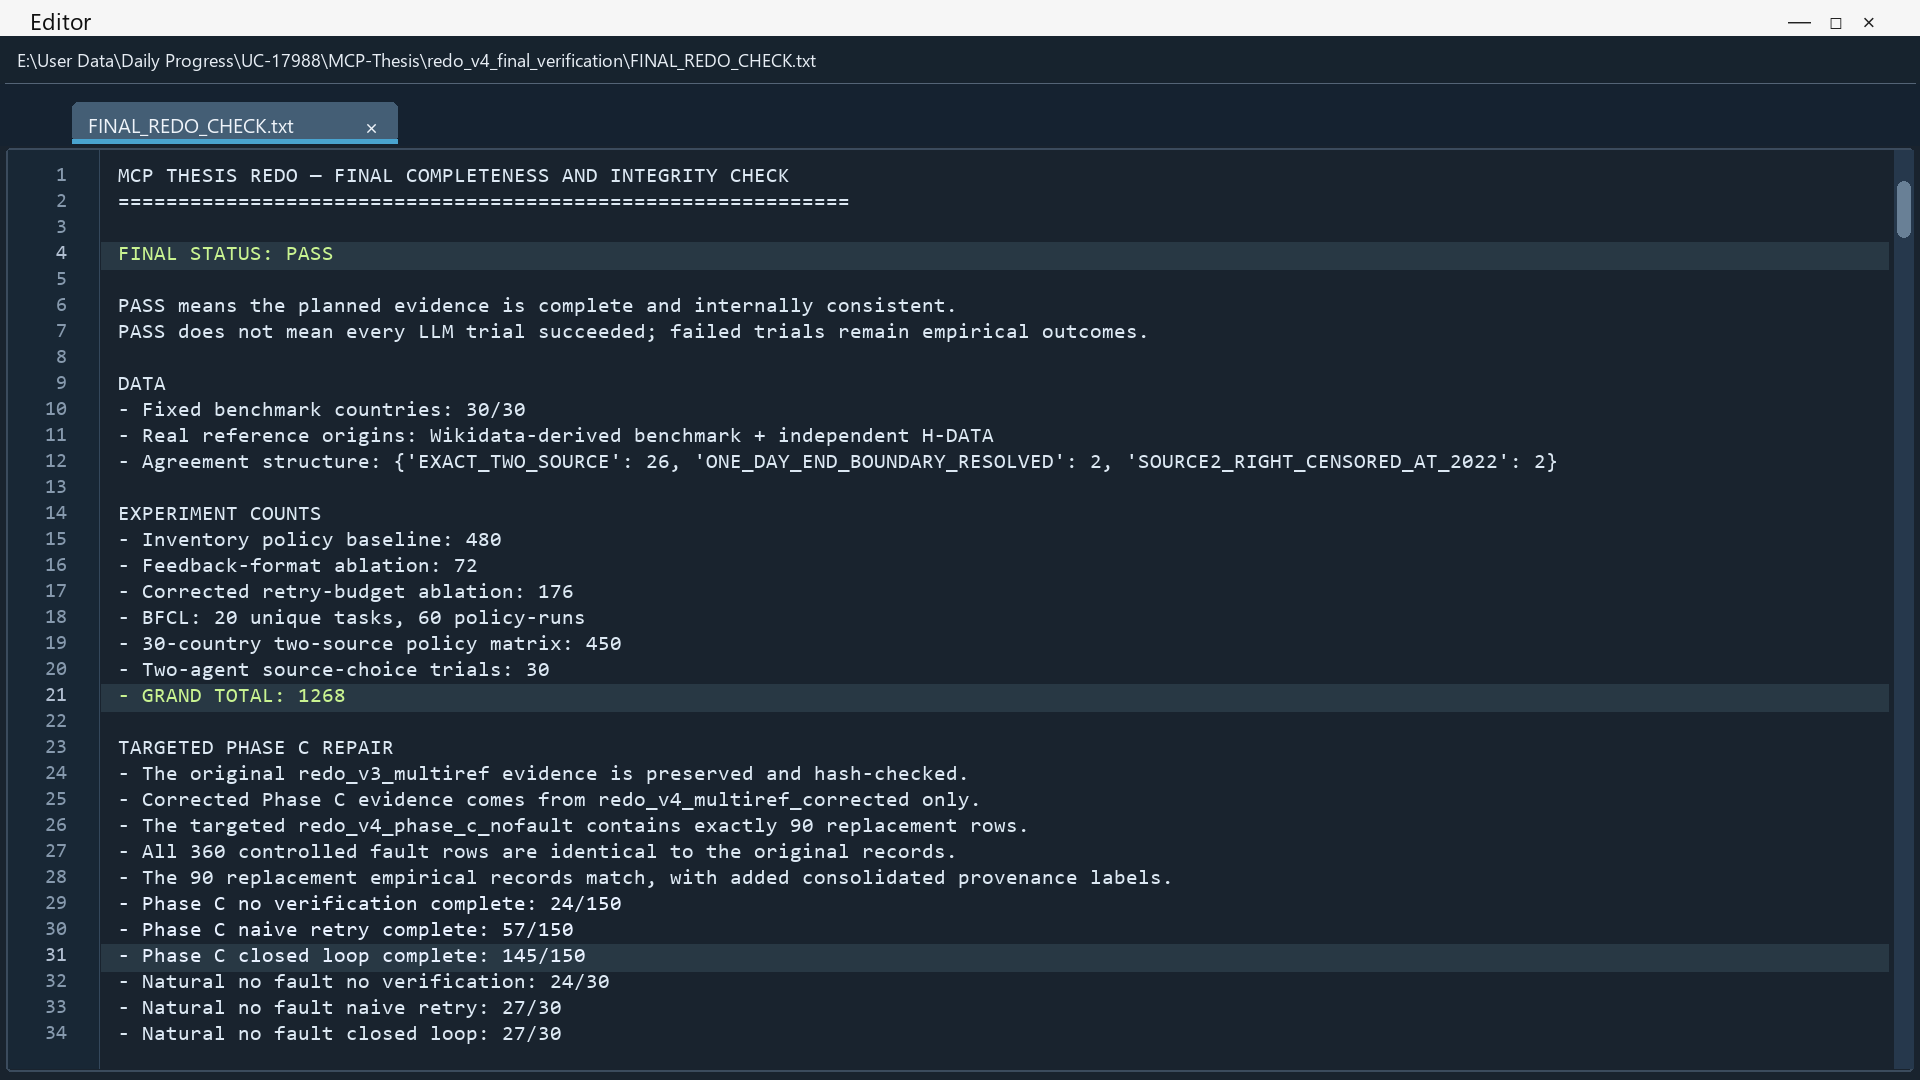 Editor
E:\User Data\Daily Progress\UC-17988\MCP-Thesis\redo_v4_final_verification\FINAL_REDO_CHECK.txt
FINAL_REDO_CHECK.txt ×
1 MCP THESIS REDO — FINAL COMPLETENESS AND INTEGRITY CHECK
2 =============================================================
3
4 FINAL STATUS: PASS
5
6 PASS means the planned evidence is complete and internally consistent.
7 PASS does not mean every LLM trial succeeded; failed trials remain empirical outcomes.
8
9 DATA
10 - Fixed benchmark countries: 30/30
11 - Real reference origins: Wikidata-derived benchmark + independent H-DATA
12 - Agreement structure: {'EXACT_TWO_SOURCE': 26, 'ONE_DAY_END_BOUNDARY_RESOLVED': 2, 'SOURCE2_RIGHT_CENSORED_AT_2022': 2}
13
14 EXPERIMENT COUNTS
15 - Inventory policy baseline: 480
16 - Feedback-format ablation: 72
17 - Corrected retry-budget ablation: 176
18 - BFCL: 20 unique tasks, 60 policy-runs
19 - 30-country two-source policy matrix: 450
20 - Two-agent source-choice trials: 30
21 - GRAND TOTAL: 1268
22
23 TARGETED PHASE C REPAIR
24 - The original redo_v3_multiref evidence is preserved and hash-checked.
25 - Corrected Phase C evidence comes from redo_v4_multiref_corrected only.
26 - The targeted redo_v4_phase_c_nofault contains exactly 90 replacement rows.
27 - All 360 controlled fault rows are identical to the original records.
28 - The 90 replacement empirical records match, with added consolidated provenance labels.
29 - Phase C no verification complete: 24/150
30 - Phase C naive retry complete: 57/150
31 - Phase C closed loop complete: 145/150
32 - Natural no fault no verification: 24/30
33 - Natural no fault naive retry: 27/30
34 - Natural no fault closed loop: 27/30